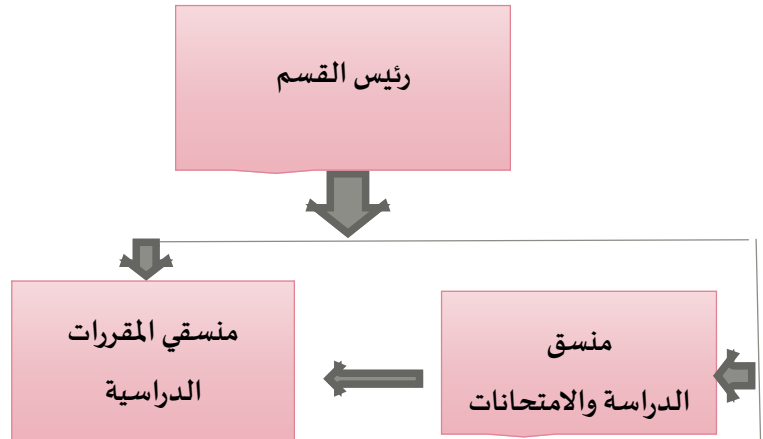 رئيس القسم
منسق
الدراسة والامتحانات
منسقي المقررات
الدراسية